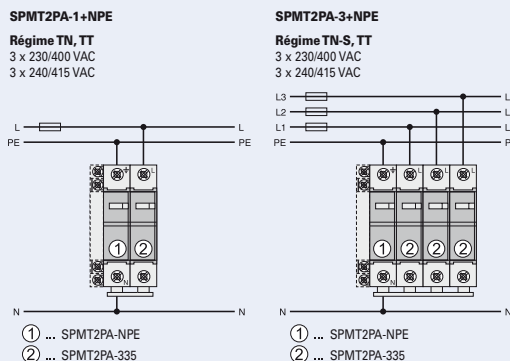 SPMT2PA-1+NPE
Régime TN, TT
3 x 230/400 VAC
3 x 240/415 VAC
L L
PE PE
L
1 2
N
N N
1 ... SPMT2PA-NPE
2 ... SPMT2PA-335
SPMT2PA-3+NPE
Régime TN-S, TT
3 x 230/400 VAC
3 x 240/415 VAC
L3 L
L2 L
L1 L
PE P
L L L
1 2 2 2
N
N N
1 ... SPMT2PA-NPE
2 ... SPMT2PA-335